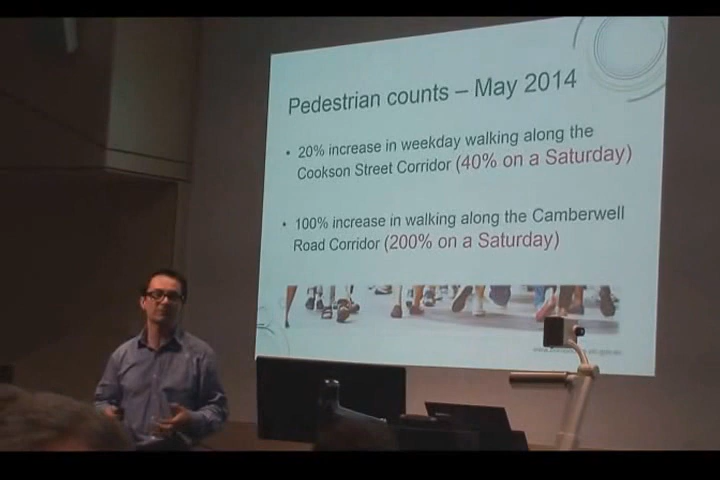 Pedestrian counts – May 2014
• 20% increase in weekday walking along the
Cookson Street Corridor (40% on a Saturday)
• 100% increase in walking along the Camberwell
Road Corridor (200% on a Saturday)